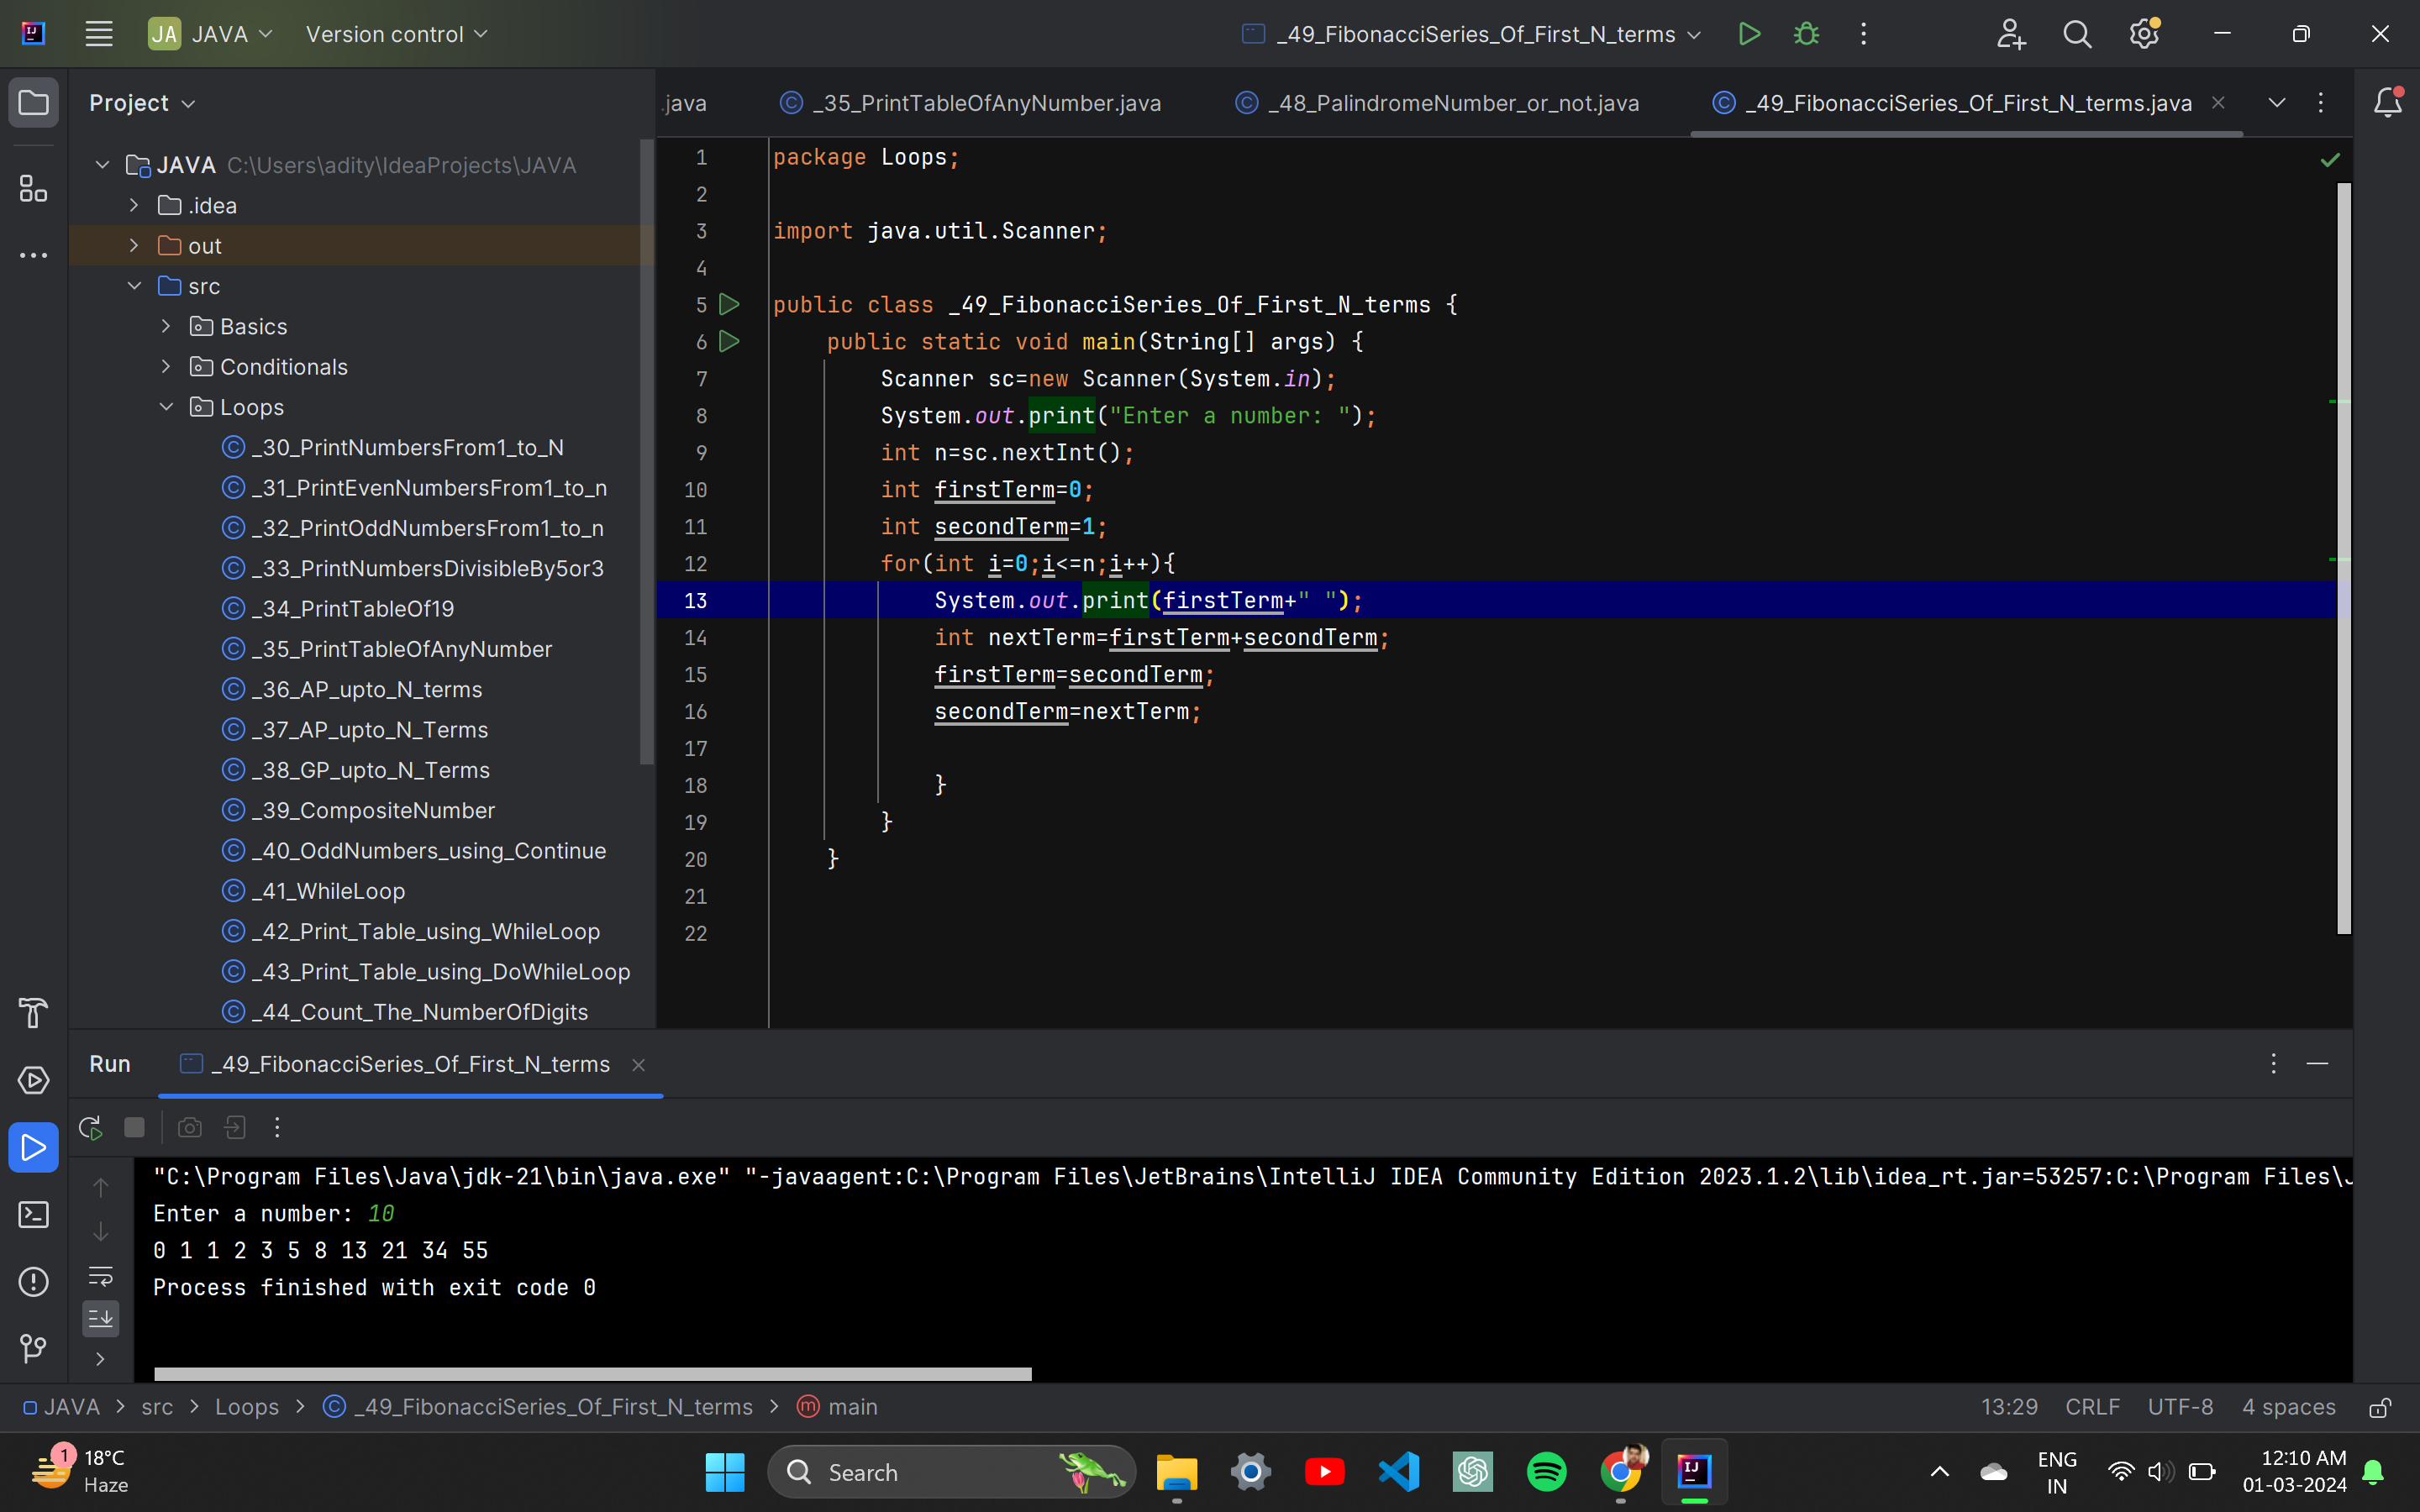 JA JAVA Version control _49_FibonacciSeries_Of_First_N_terms
Project
.java _35_PrintTableOfAnyNumber.java _48_PalindromeNumber_or_not.java _49_FibonacciSeries_Of_First_N_terms.java
JAVA C:\Users\adity\IdeaProjects\JAVA
.idea
out
src
Basics
Conditionals
Loops
_30_PrintNumbersFrom1_to_N
_31_PrintEvenNumbersFrom1_to_n
_32_PrintOddNumbersFrom1_to_n
_33_PrintNumbersDivisibleBy5or3
_34_PrintTableOf19
_35_PrintTableOfAnyNumber
_36_AP_upto_N_terms
_37_AP_upto_N_Terms
_38_GP_upto_N_Terms
_39_CompositeNumber
_40_OddNumbers_using_Continue
_41_WhileLoop
_42_Print_Table_using_WhileLoop
_43_Print_Table_using_DoWhileLoop
_44_Count_The_NumberOfDigits
1 package Loops;
2
3 import java.util.Scanner;
4
5 public class _49_FibonacciSeries_Of_First_N_terms {
6 public static void main(String[] args) {
7 Scanner sc=new Scanner(System.in);
8 System.out.print("Enter a number: ");
9 int n=sc.nextInt();
10 int firstTerm=0;
11 int secondTerm=1;
12 for(int i=0;i<=n;i++){
13 System.out.print(firstTerm+" ");
14 int nextTerm=firstTerm+secondTerm;
15 firstTerm=secondTerm;
16 secondTerm=nextTerm;
17
18 }
19 }
20 }
21
22
Run _49_FibonacciSeries_Of_First_N_terms
"C:\Program Files\Java\jdk-21\bin\java.exe" "-javaagent:C:\Program Files\JetBrains\IntelliJ IDEA Community Edition 2023.1.2\lib\idea_rt.jar=53257:C:\Program Files\J
Enter a number: 10
0 1 1 2 3 5 8 13 21 34 55
Process finished with exit code 0
JAVA > src > Loops > _49_FibonacciSeries_Of_First_N_terms > main 13:29 CRLF UTF-8 4 spaces
1 18°C
Haze
Search
ENG
IN
12:10 AM
01-03-2024